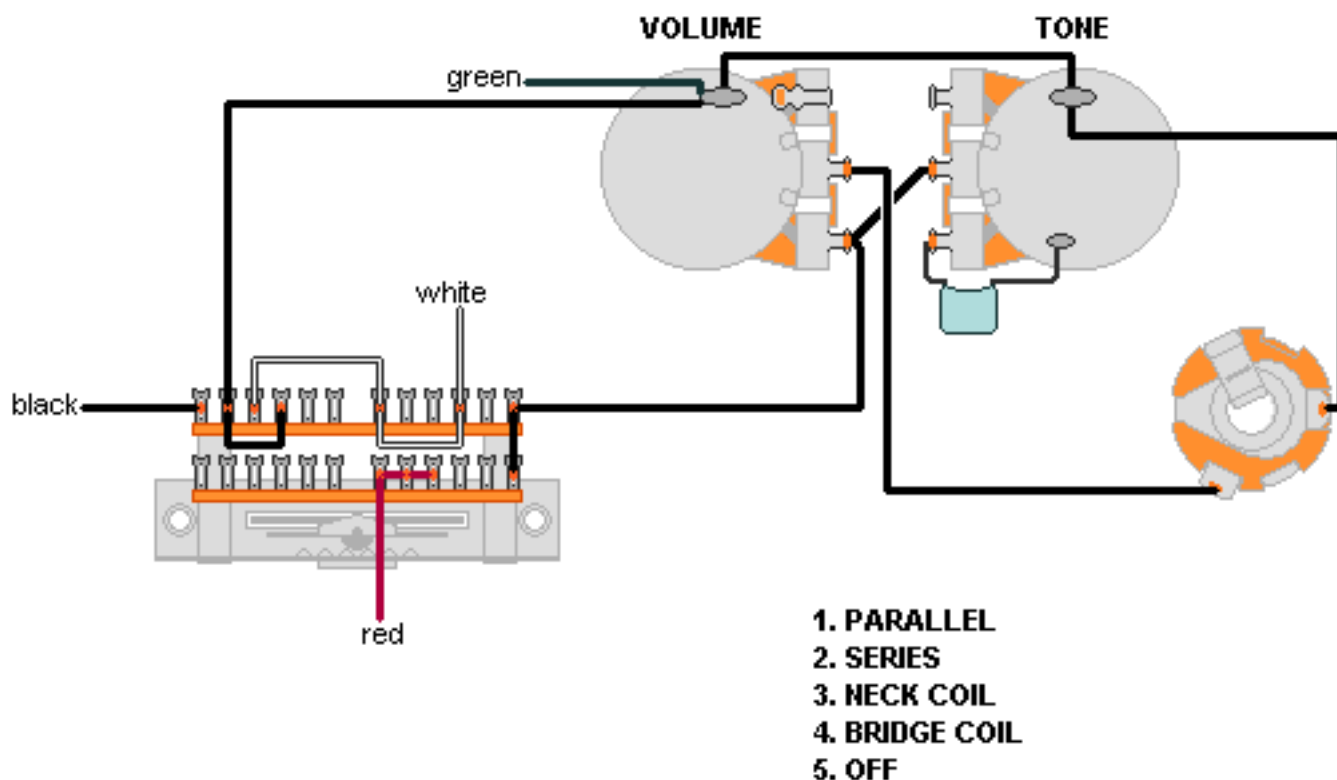 VOLUME TONE
green
white
black
red
1. PARALLEL
2. SERIES
3. NECK COIL
4. BRIDGE COIL
5. OFF